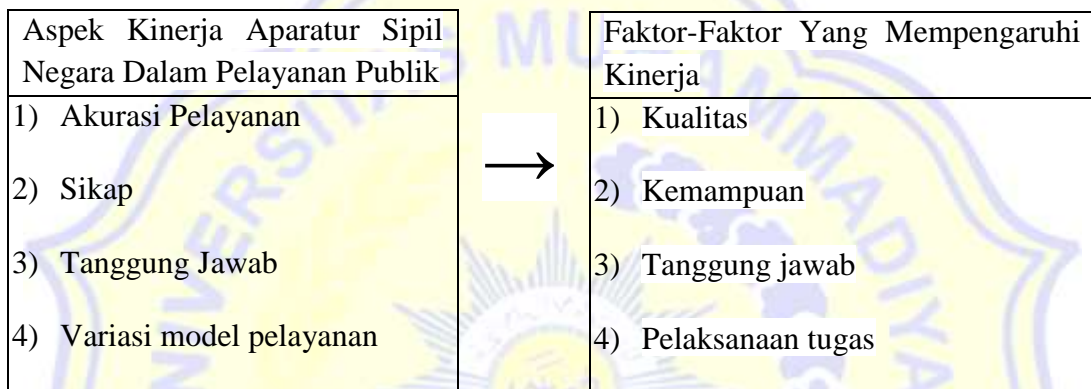 Aspek Kinerja Aparatur Sipil
Negara Dalam Pelayanan Publik
1) Akurasi Pelayanan
2) Sikap
3) Tanggung Jawab
4) Variasi model pelayanan
→
Faktor-Faktor Yang Mempengaruhi
Kinerja
1) Kualitas
2) Kemampuan
3) Tanggung jawab
4) Pelaksanaan tugas